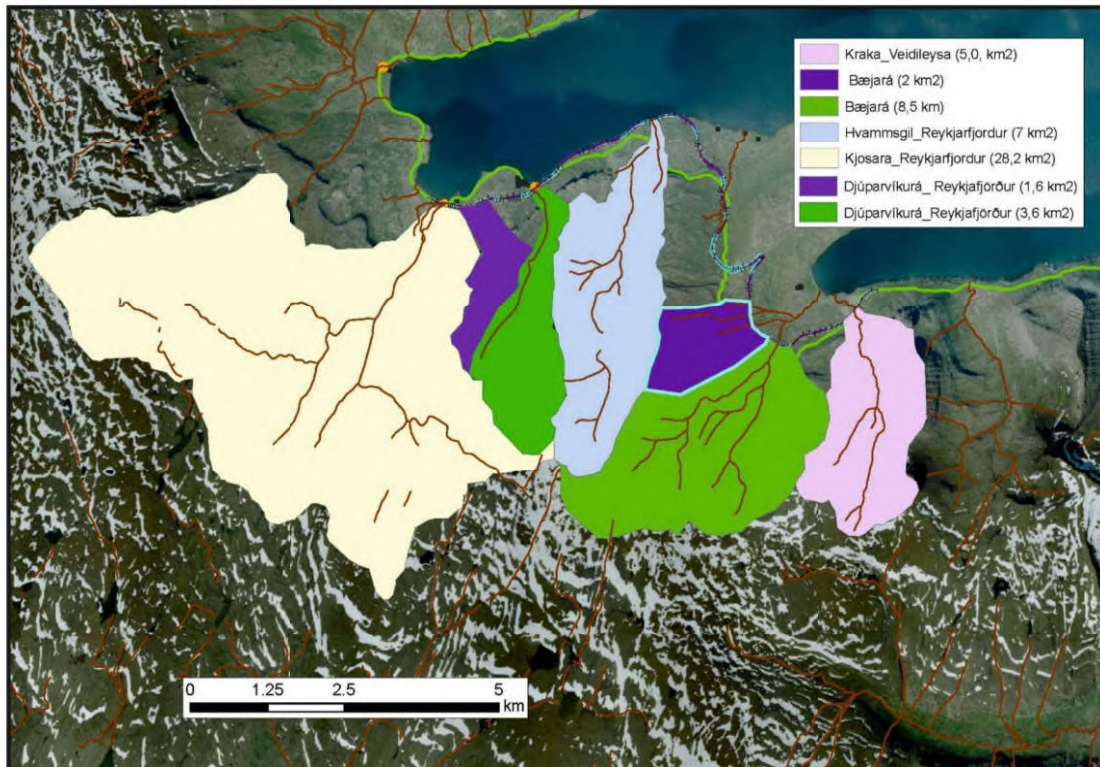 Kraka_Veidileysa (5,0, km2)
Bæjará (2 km2)
Bæjará (8,5 km)
Hvammsgil_Reykjarfjordur (7 km2)
Kjosara_Reykjarfjordur (28,2 km2)
Djúparvíkurá_ Reykjafjörður (1,6 km2)
Djúparvíkurá_Reykjafjörður (3,6 km2)
0 1.25 2.5 5
km